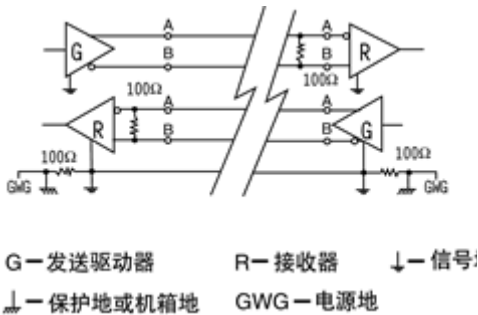 A A
G B B R
100Ω
100Ω A A
R B B G
100Ω 100Ω
GWG GWG
G－发送驱动器 R－接收器 －信号
－保护地或机箱地 GWG－电源地